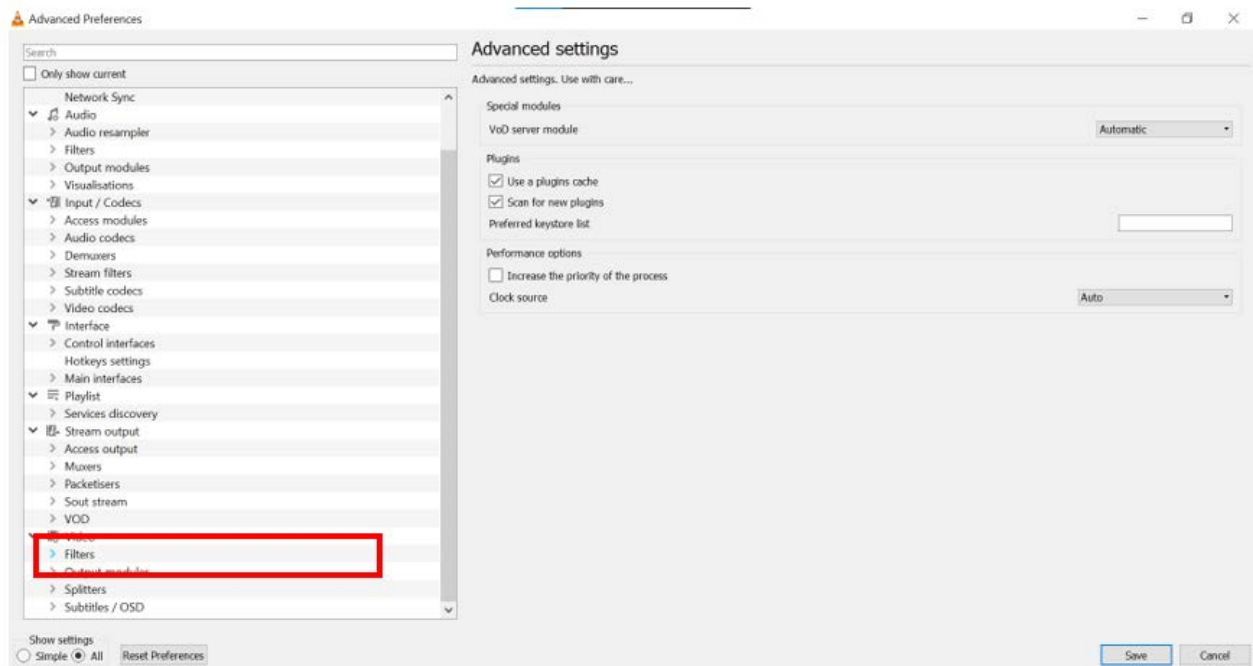 Advanced Preferences
Search
Only show current
Network Sync
Audio
Audio resampler
Filters
Output modules
Visualisations
Input / Codecs
Access modules
Audio codecs
Demuxers
Stream filters
Subtitle codecs
Video codecs
Interface
Control interfaces
Hotkeys settings
Main interfaces
Playlist
Services discovery
Stream output
Access output
Muxers
Packetisers
Sout stream
VOD
Video
Filters
Output modules
Splitters
Subtitles / OSD
Show settings
Simple All Reset Preferences
Advanced settings
Advanced settings. Use with care...
Special modules
VoD server module Automatic
Plugins
Use a plugins cache
Scan for new plugins
Preferred keystore list
Performance options
Increase the priority of the process
Clock source Auto
Save Cancel